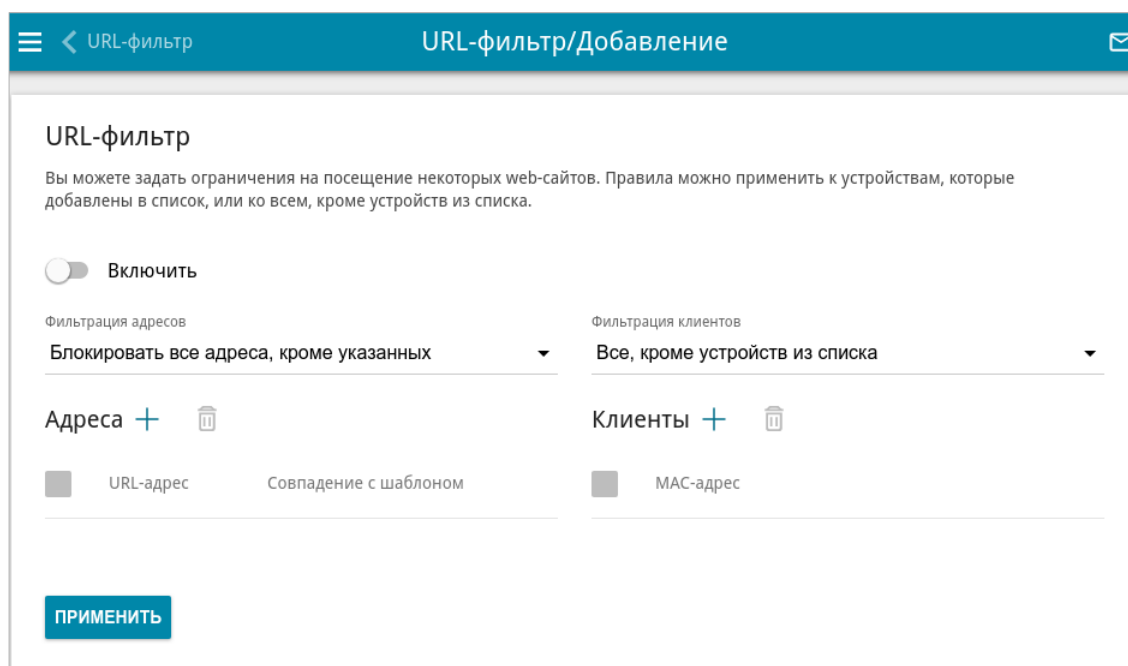 URL-фильтр
URL-фильтр/Добавление
URL-фильтр
Вы можете задать ограничения на посещение некоторых web-сайтов. Правила можно применить к устройствам, которые
добавлены в список, или ко всем, кроме устройств из списка.
Включить
Фильтрация адресов
Блокировать все адреса, кроме указанных
Фильтрация клиентов
Все, кроме устройств из списка
Адреса
URL-адрес
Совпадение с шаблоном
Клиенты
MAC-адрес
ПРИМЕНИТЬ